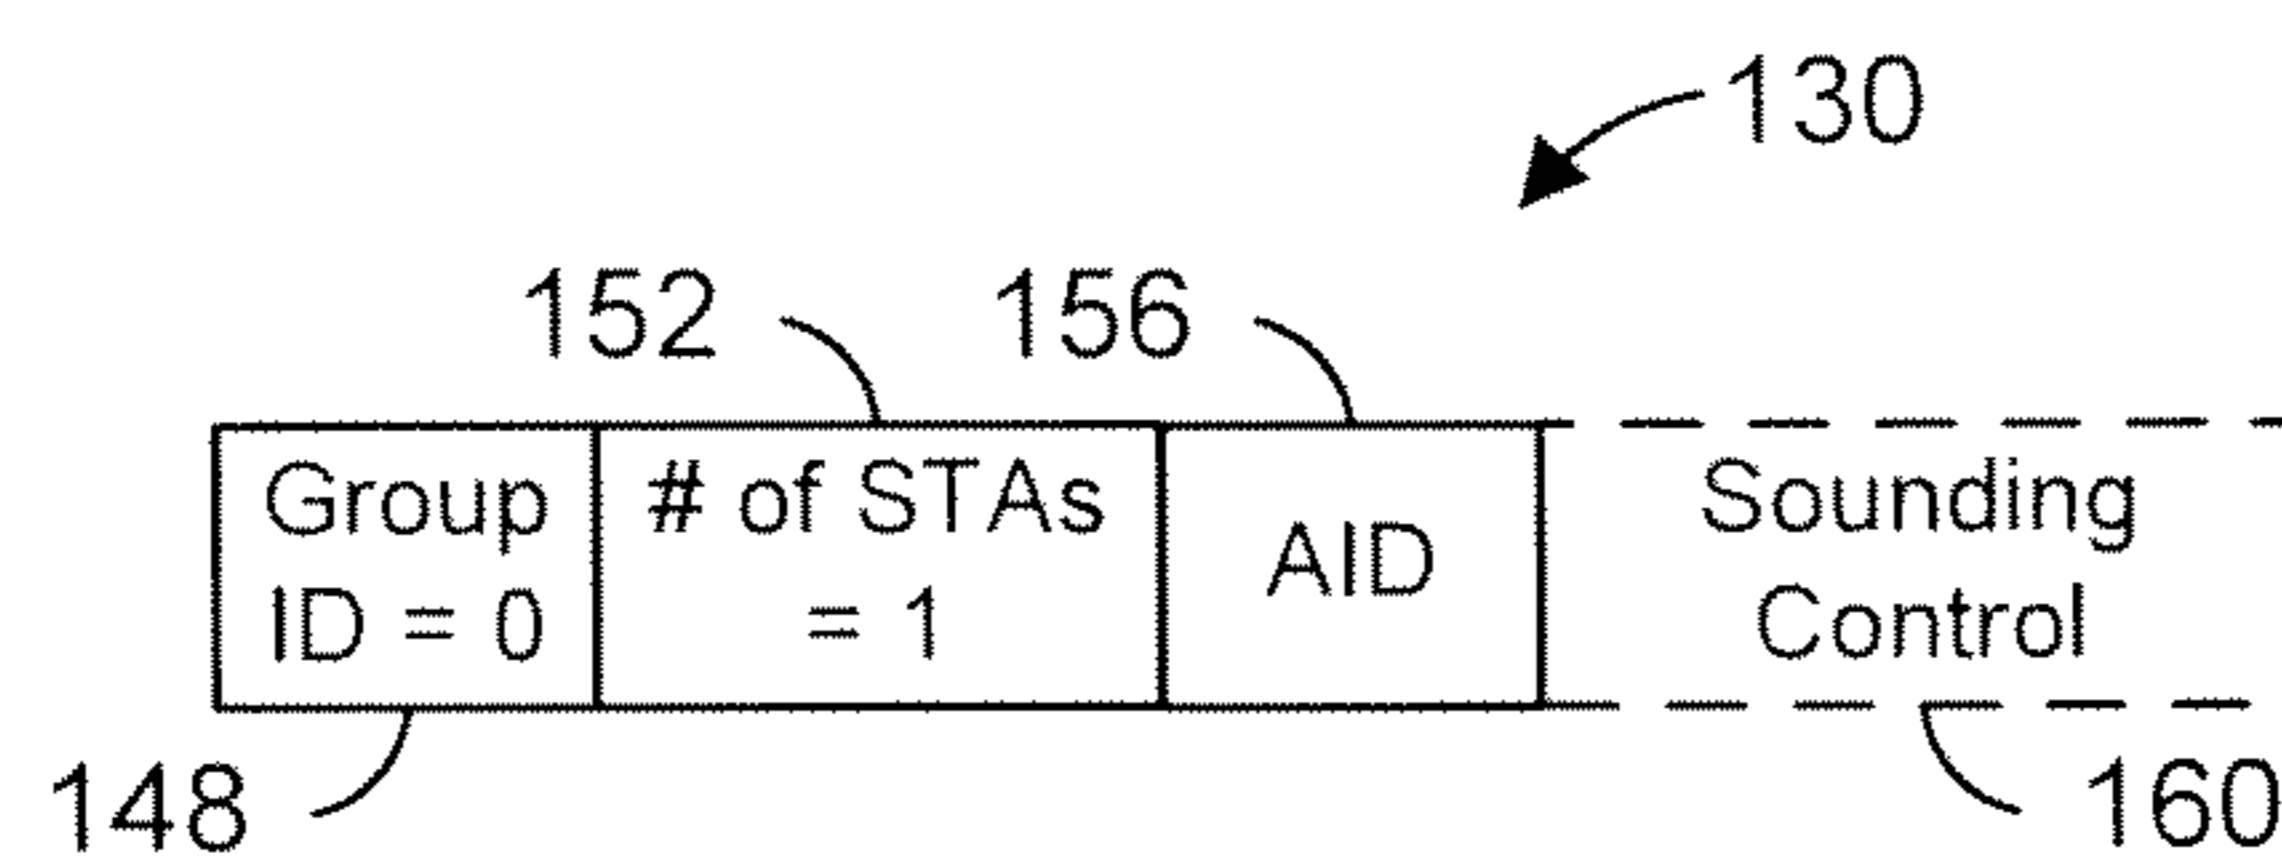 130
152 156
Group # of STAs AID Sounding
ID = 0 = 1 Control
148 160